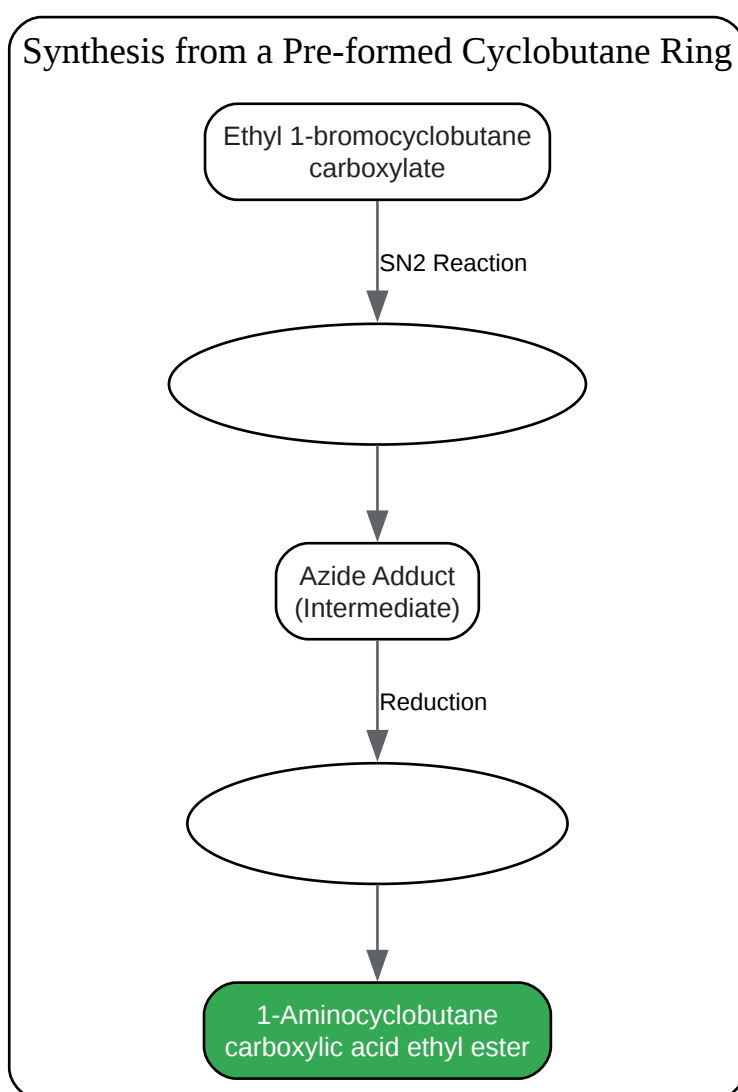 Synthesis from a Pre-formed Cyclobutane Ring
Ethyl 1-bromocyclobutane
carboxylate
SN2 Reaction
Azide Adduct
(Intermediate)
Reduction
1-Aminocyclobutane
carboxylic acid ethyl ester